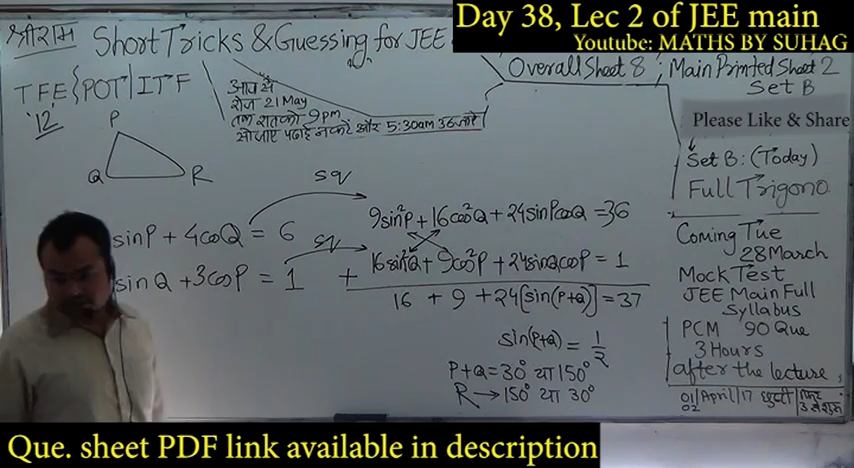 Day 38, Lec 2 of JEE main
Youtube: MATHS BY SUHAG
श्रीराम
Short Tricks & Guessing for JEE
Overall Sheet 8 ; Main Printed Sheet 2
Set B
TFE {POT | ITF
'12
आज से
रोज 21 May
तक रात को 9 pm
सो जाए पढ़ाई न करें और 5:30am उठ जाएँ
Please Like & Share
Set B: (Today)
Full Trigono
P
Q
R
sq
sinP + 4cosQ = 6
9sin²P + 16cos²Q + 24sinPcosQ = 36
sq
sinQ + 3cosP = 1
+ 16sin²Q + 9cos²P + 24sinQcosP = 1
16 + 9 + 24[sin(P+Q)] = 37
sin(P+Q) = 1/2
P+Q = 30° या 150°
R → 150° या 30°
Coming Tue
28 March
Mock Test
JEE Main Full
Syllabus
PCM 90 Que
3 Hours
after the lecture
01/02 | April | 17 छुट्टी
Que. sheet PDF link available in description